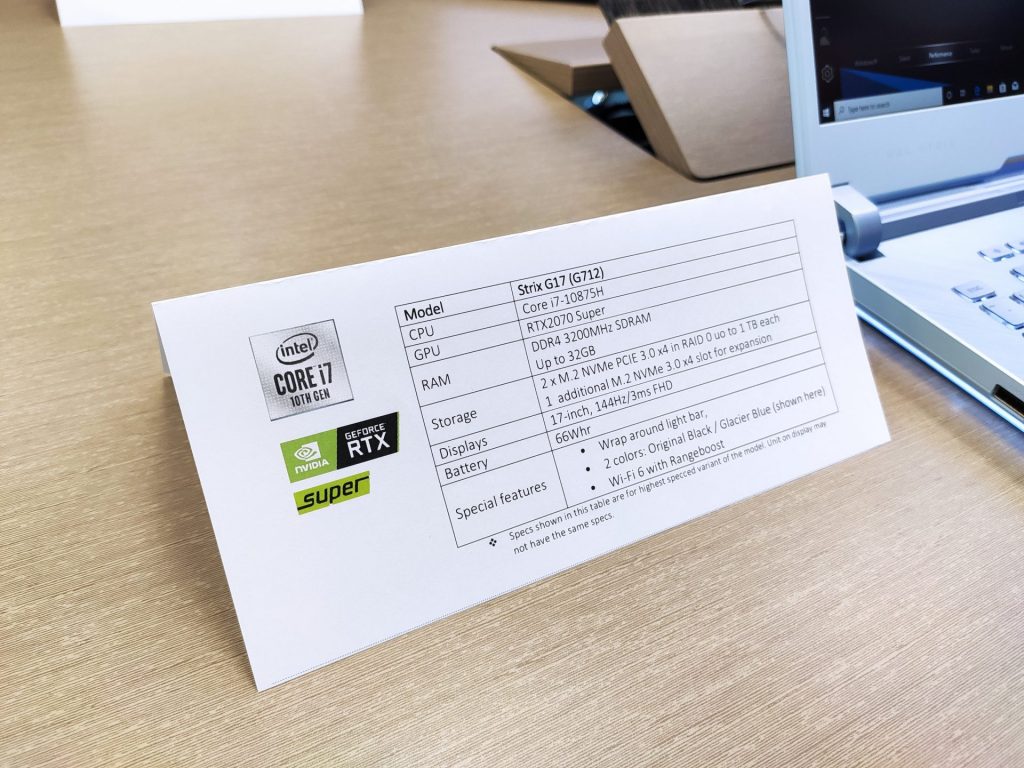 Model Strix G17 (G712)
CPU Core i7-10875H
GPU RTX2070 Super
RAM DDR4 3200MHz SDRAM
Up to 32GB
Storage 2 x M.2 NVMe PCIE 3.0 x4 in RAID 0 uo to 1 TB each
1 additional M.2 NVMe 3.0 x4 slot for expansion
Displays 17-inch, 144Hz/3ms FHD
Battery 66Whr
Special features • Wrap around light bar,
• 2 colors: Original Black / Glacier Blue (shown here)
• Wi-Fi 6 with Rangeboost
❖ Specs shown in this table are for highest specced variant of the model. Unit on display may
not have the same specs.
intel
CORE i7
10TH GEN
NVIDIA
GEFORCE
RTX
SUPER
Performance
Type here to search